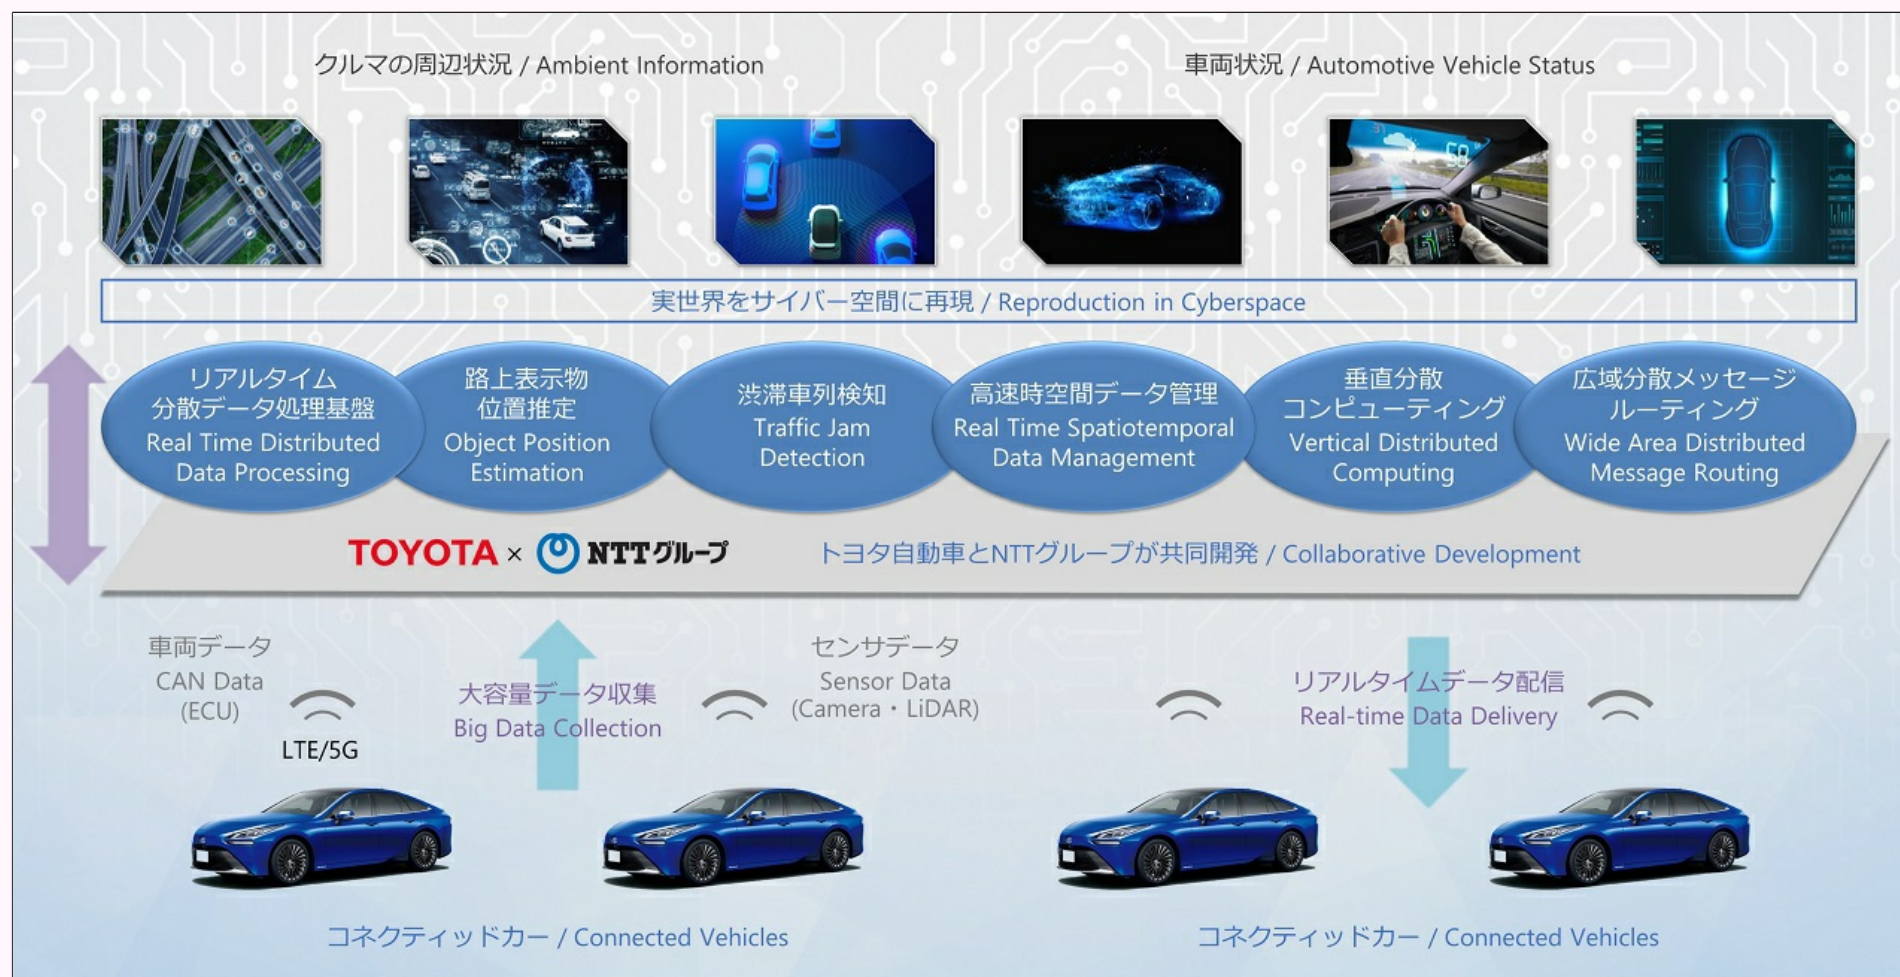 クルマの周辺状況 / Ambient Information
車両状況 / Automotive Vehicle Status
実世界をサイバー空間に再現 / Reproduction in Cyberspace
リアルタイム
分散データ処理基盤
Real Time Distributed
Data Processing
路上表示物
位置推定
Object Position
Estimation
渋滞車列検知
Traffic Jam
Detection
高速時空間データ管理
Real Time Spatiotemporal
Data Management
垂直分散
コンピューティング
Vertical Distributed
Computing
広域分散メッセージ
ルーティング
Wide Area Distributed
Message Routing
TOYOTA × NTTグループ
トヨタ自動車とNTTグループが共同開発 / Collaborative Development
車両データ
CAN Data
(ECU)
LTE/5G
大容量データ収集
Big Data Collection
センサデータ
Sensor Data
(Camera・LiDAR)
リアルタイムデータ配信
Real-time Data Delivery
コネクティッドカー / Connected Vehicles
コネクティッドカー / Connected Vehicles